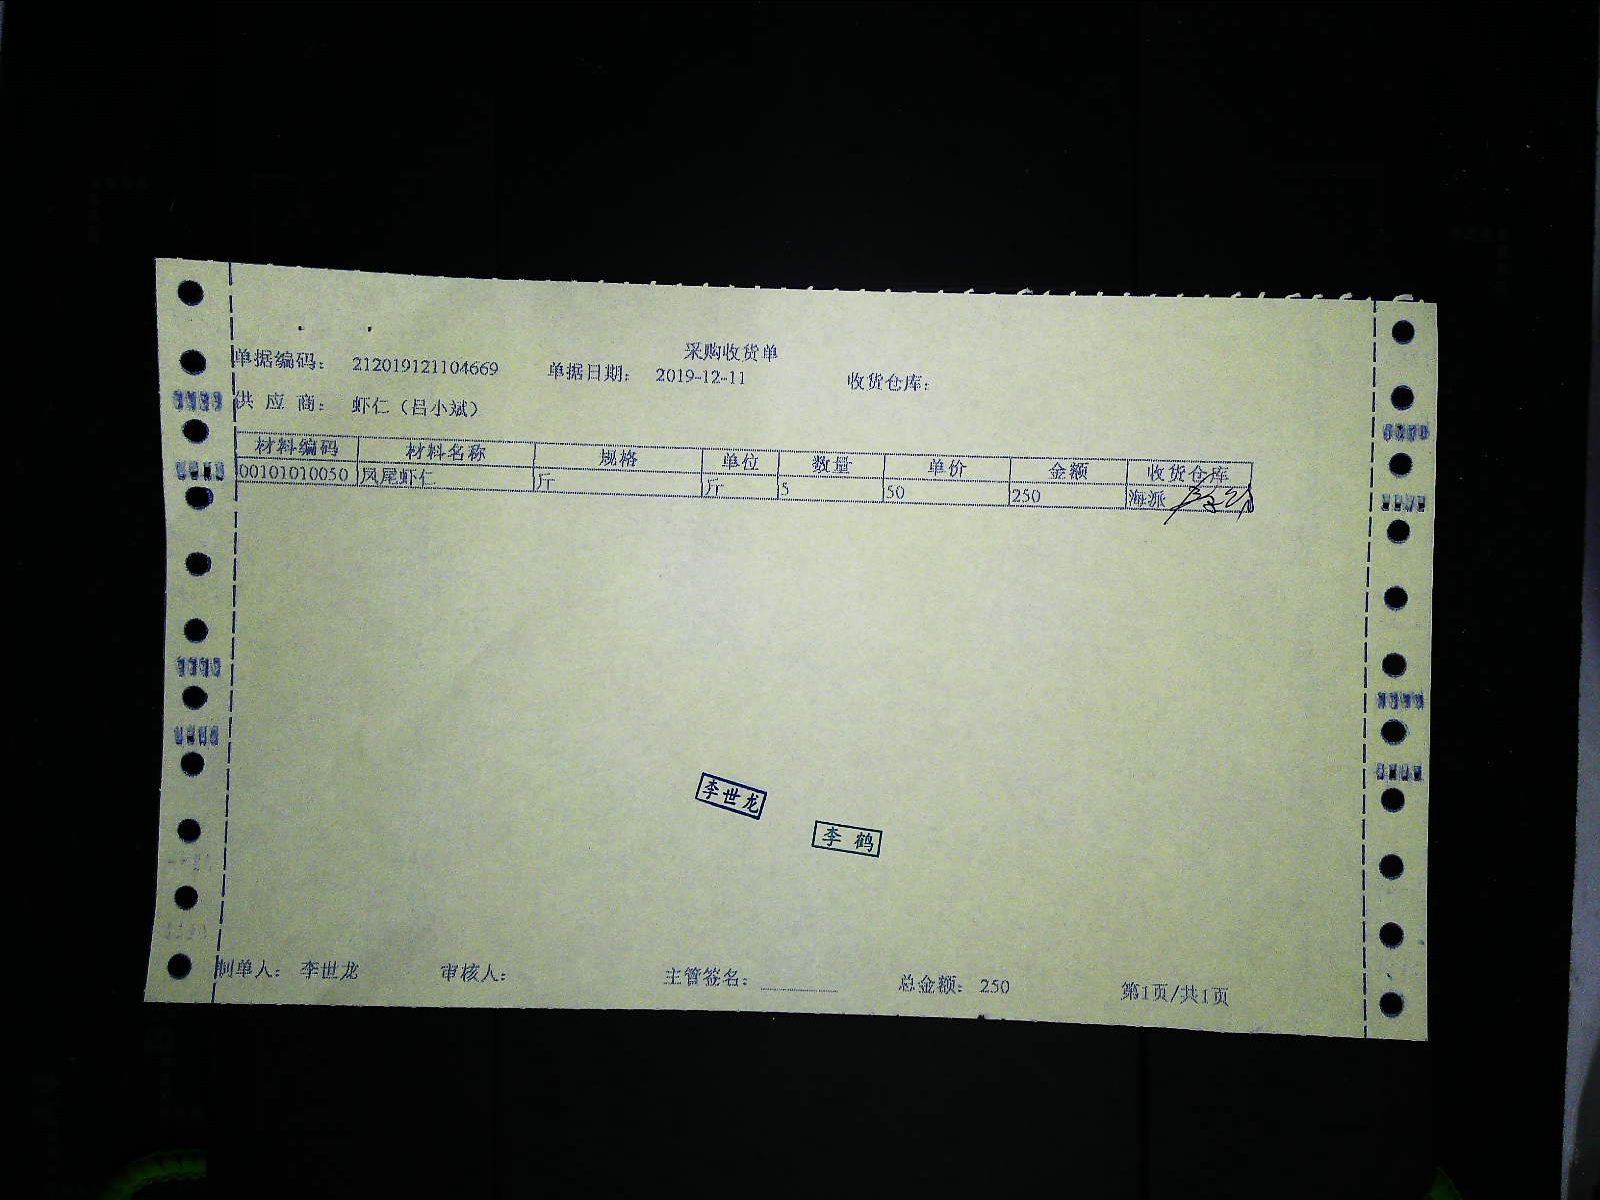 采购收货单
单据编码： 212019121104669 单据日期： 2019-12-11 收货仓库：
供 应 商： 虾仁（吕小斌）
材料编码 材料名称 规格 单位 数量 单价 金额 收货仓库
00101010050 凤尾虾仁 斤 斤 5 50 250 海派
李世龙
李 鹤
制单人： 李世龙 审核人： 主管签名： 总金额： 250 第1页/共1页